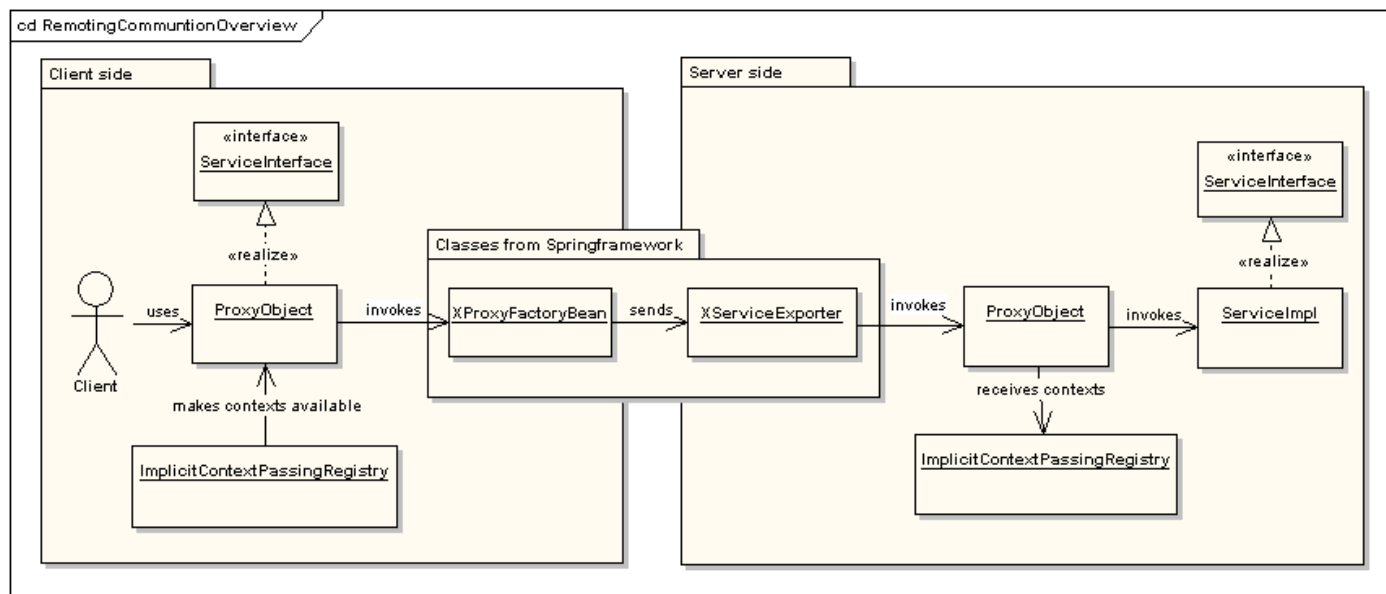 cd RemotingCommuntionOverview
Client side
Server side
«interface»
ServiceInterface
«interface»
ServiceInterface
«realize»
Classes from Springframework
«realize»
uses
ProxyObject
invokes
XProxyFactoryBean
sends
XServiceExporter
invokes
ProxyObject
invokes
ServiceImpl
Client
makes contexts available
receives contexts
ImplicitContextPassingRegistry
ImplicitContextPassingRegistry